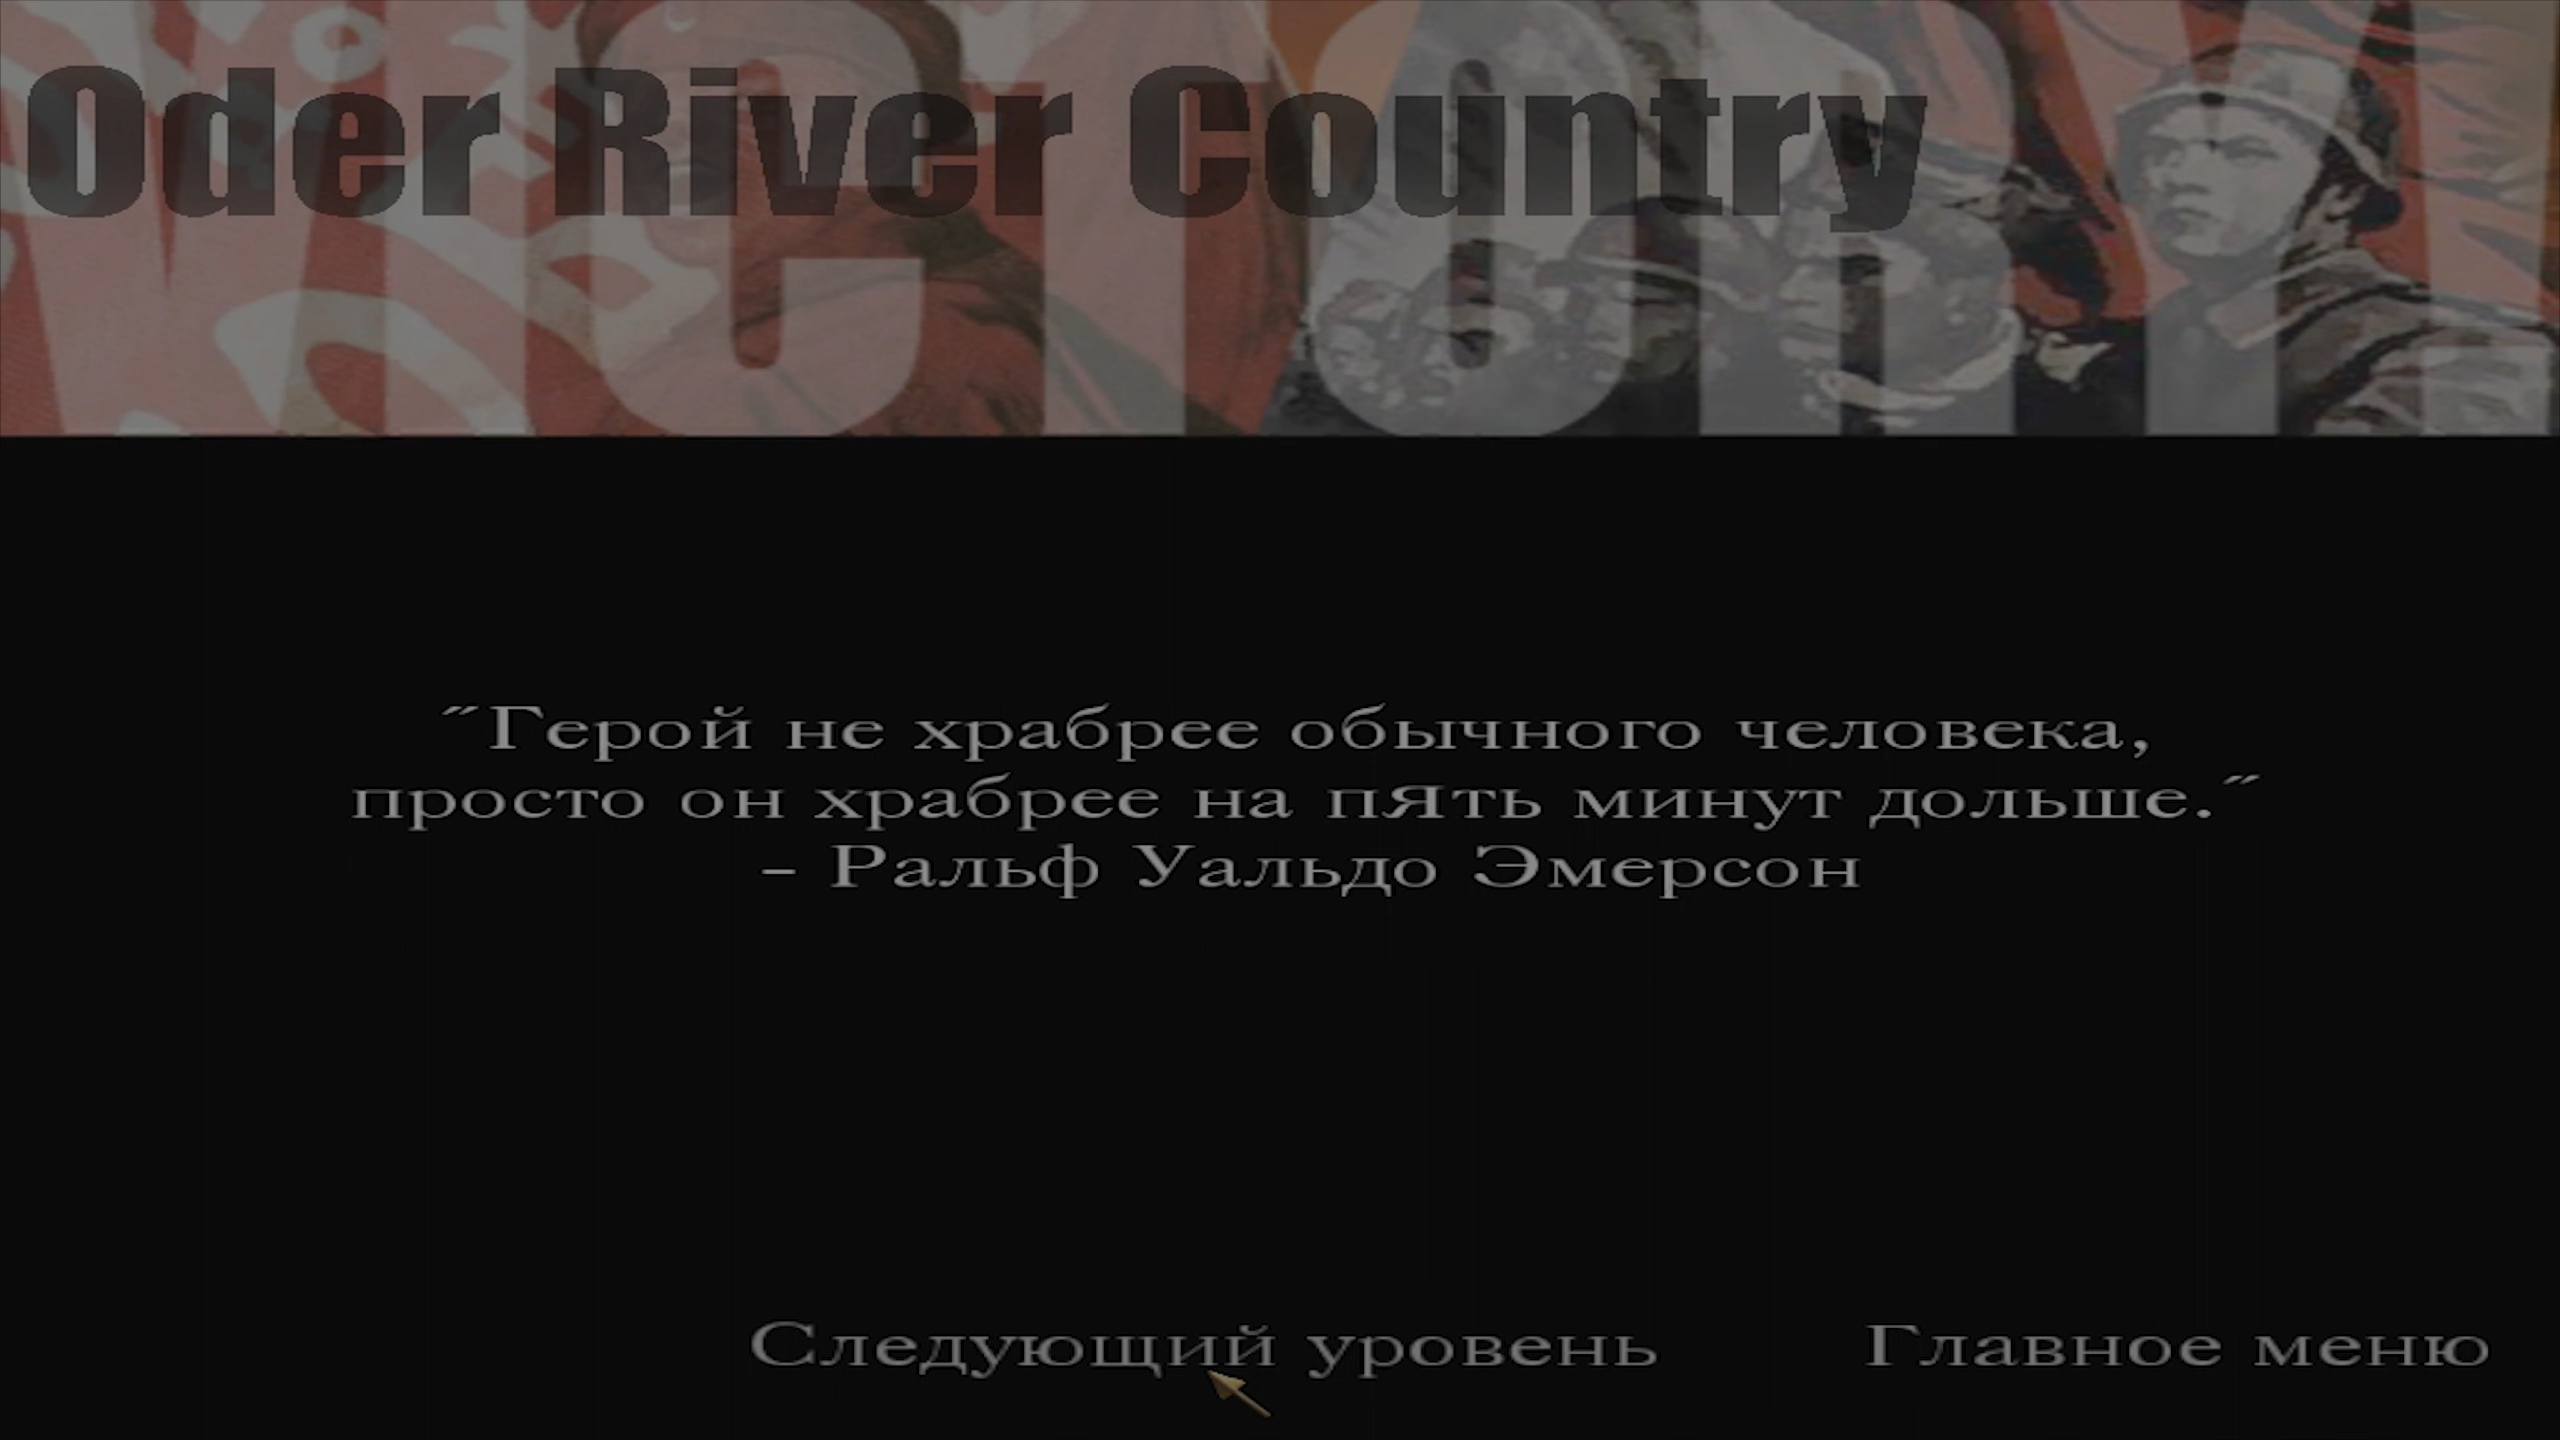 VICTORY!
Oder River Country
"Герой не храбрее обычного человека,
просто он храбрее на пять минут дольше."
- Ральф Уальдо Эмерсон
Следующий уровень
Главное меню